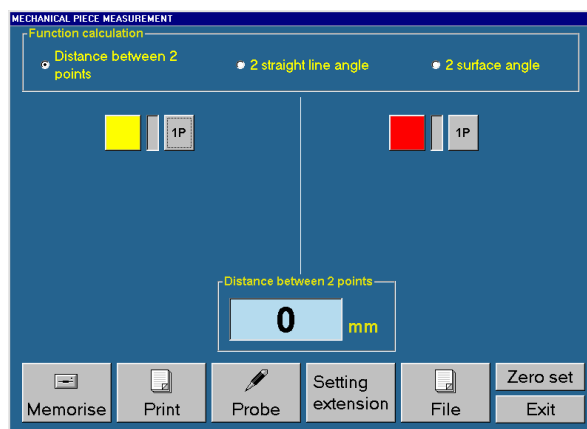 MECHANICAL PIECE MEASUREMENT
Function calculation
Distance between 2
points
2 straight line angle
2 surface angle
1P
1P
Distance between 2 points
0 mm
Memorise
Print
Probe
Setting
extension
File
Zero set
Exit